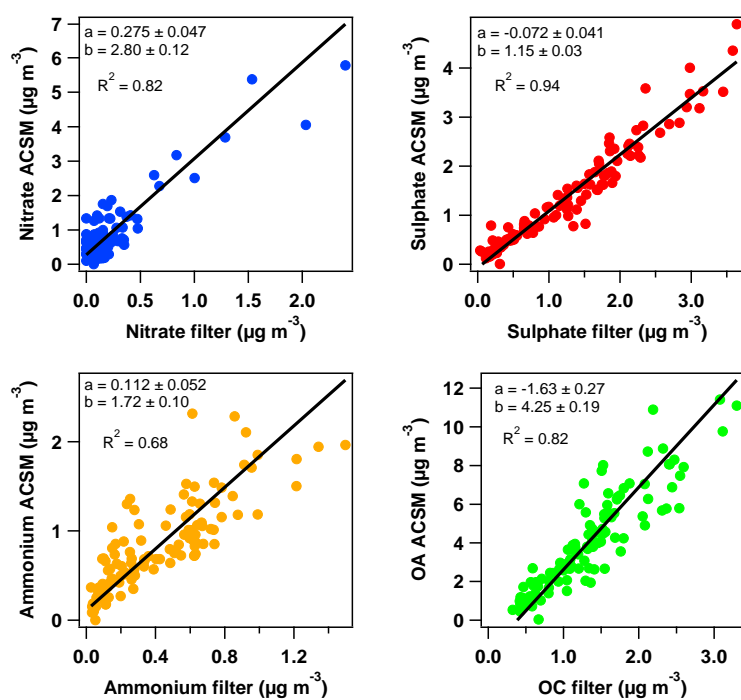 a = 0.275 ± 0.047
b = 2.80 ± 0.12
R² = 0.82
7
6
5
4
3
2
1
0
Nitrate ACSM (µg m⁻³)
0.0 0.5 1.0 1.5 2.0
Nitrate filter (µg m⁻³)
a = -0.072 ± 0.041
b = 1.15 ± 0.03
R² = 0.94
4
2
0
Sulphate ACSM (µg m⁻³)
0.0 1.0 2.0 3.0
Sulphate filter (µg m⁻³)
a = 0.112 ± 0.052
b = 1.72 ± 0.10
R² = 0.68
2
1
0
Ammonium ACSM (µg m⁻³)
0.0 0.4 0.8 1.2
Ammonium filter (µg m⁻³)
a = -1.63 ± 0.27
b = 4.25 ± 0.19
R² = 0.82
12
10
8
6
4
2
0
OA ACSM (µg m⁻³)
0.0 1.0 2.0 3.0
OC filter (µg m⁻³)